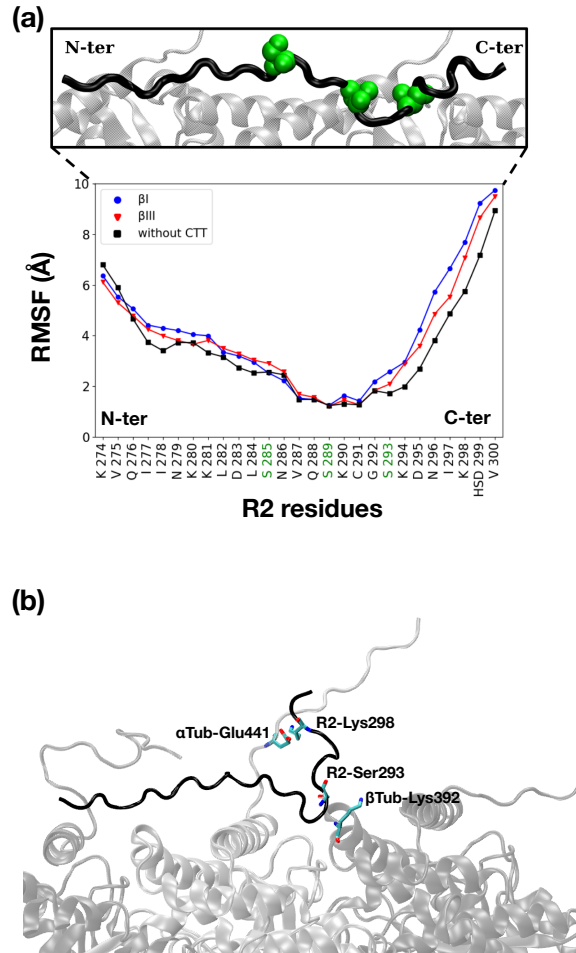 (a)
N-ter
C-ter
10
8
6
4
2
0
RMSF (Å)
βI
βIII
without CTT
N-ter
C-ter
K 274
V 275
Q 276
I 277
I 278
N 279
K 280
K 281
L 282
D 283
L 284
S 285
N 286
V 287
Q 288
S 289
K 290
C 291
G 292
S 293
K 294
D 295
N 296
I 297
K 298
HSD 299
V 300
R2 residues
(b)
αTub-Glu441
R2-Lys298
R2-Ser293
βTub-Lys392